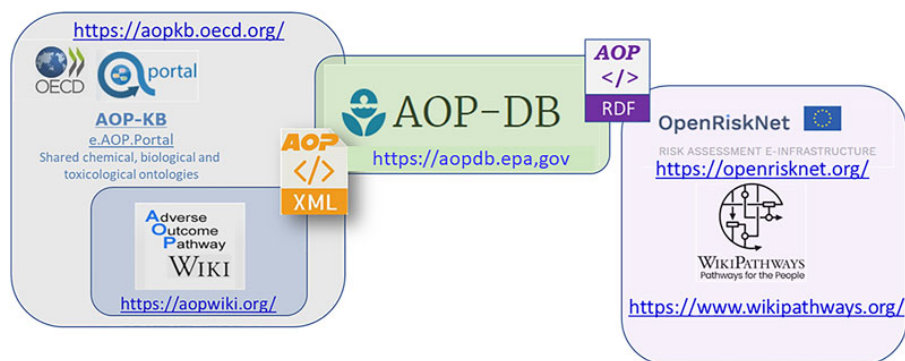 https://aopkb.oecd.org/
OECD
portal
AOP-KB
e.AOP.Portal
Shared chemical, biological and
toxicological ontologies
AOP
</>
XML
Adverse
Outcome
Pathway
WIKI
https://aopwiki.org/
AOP-DB
https://aopdb.epa,gov
AOP
</>
RDF
OpenRiskNet
RISK ASSESSMENT E-INFRASTRUCTURE
https://openrisknet.org/
WIKIPATHWAYS
Pathways for the People
https://www.wikipathways.org/